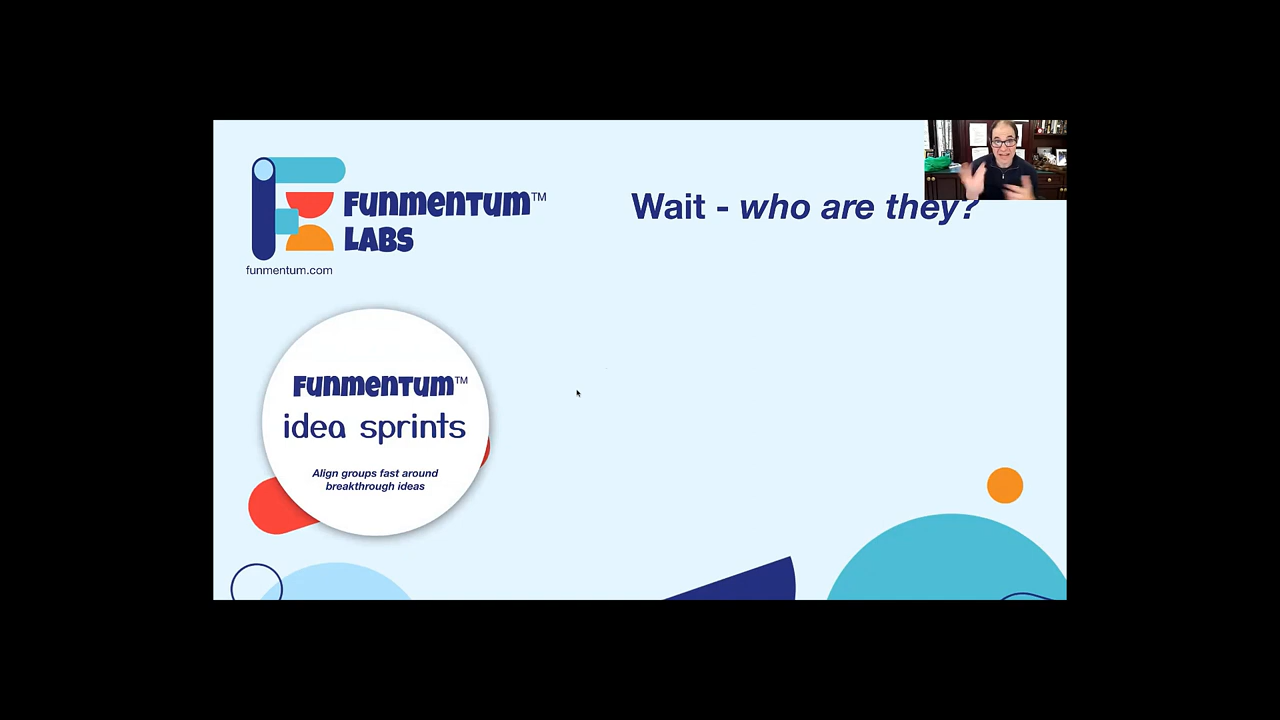 Funmentum™
LABS
funmentum.com
Wait - who are they?
Funmentum™
idea sprints
Align groups fast around
breakthrough ideas